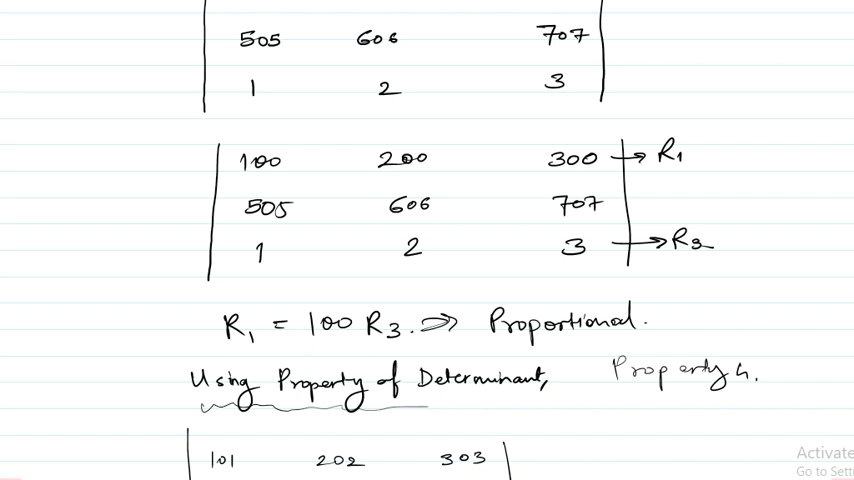 505 606 707
1 2 3
100 200 300 → R1
505 606 707
1 2 3 → R3
R1 = 100 R3. ⇒ Proportional.
Using Property of Determinant, Property 4.
101 202 303
Activate
Go to Setti